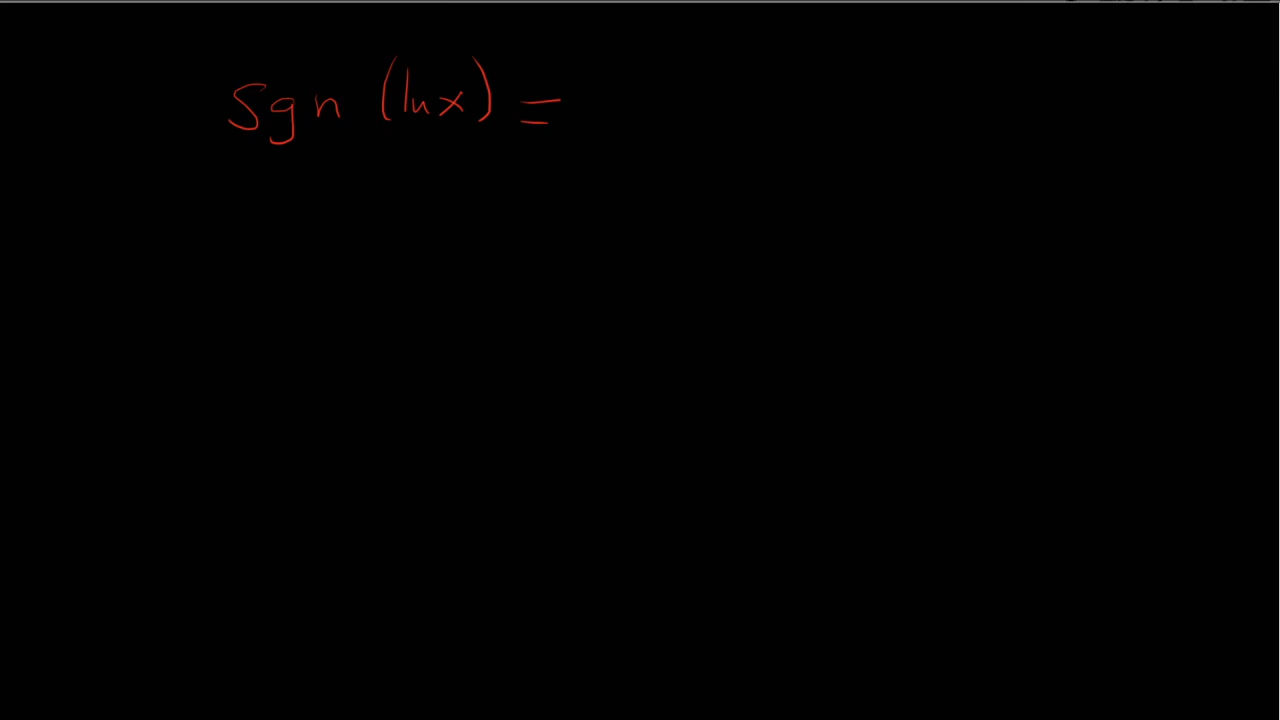 Sgn (lnx) =